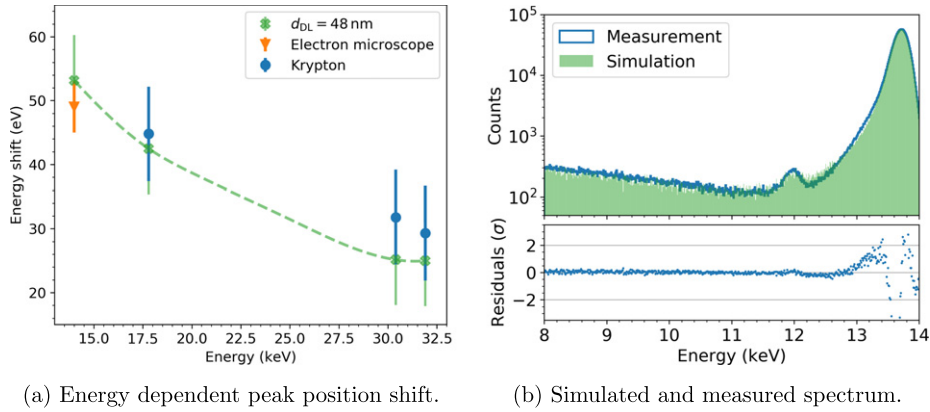 60
50
40
30
20
Energy shift (eV)
d_DL = 48 nm
Electron microscope
Krypton
15.0 17.5 20.0 22.5 25.0 27.5 30.0 32.5
Energy (keV)
(a) Energy dependent peak position shift.
10^5
10^4
10^3
10^2
Counts
Measurement
Simulation
2
0
−2
Residuals (σ)
8 9 10 11 12 13 14
Energy (keV)
(b) Simulated and measured spectrum.